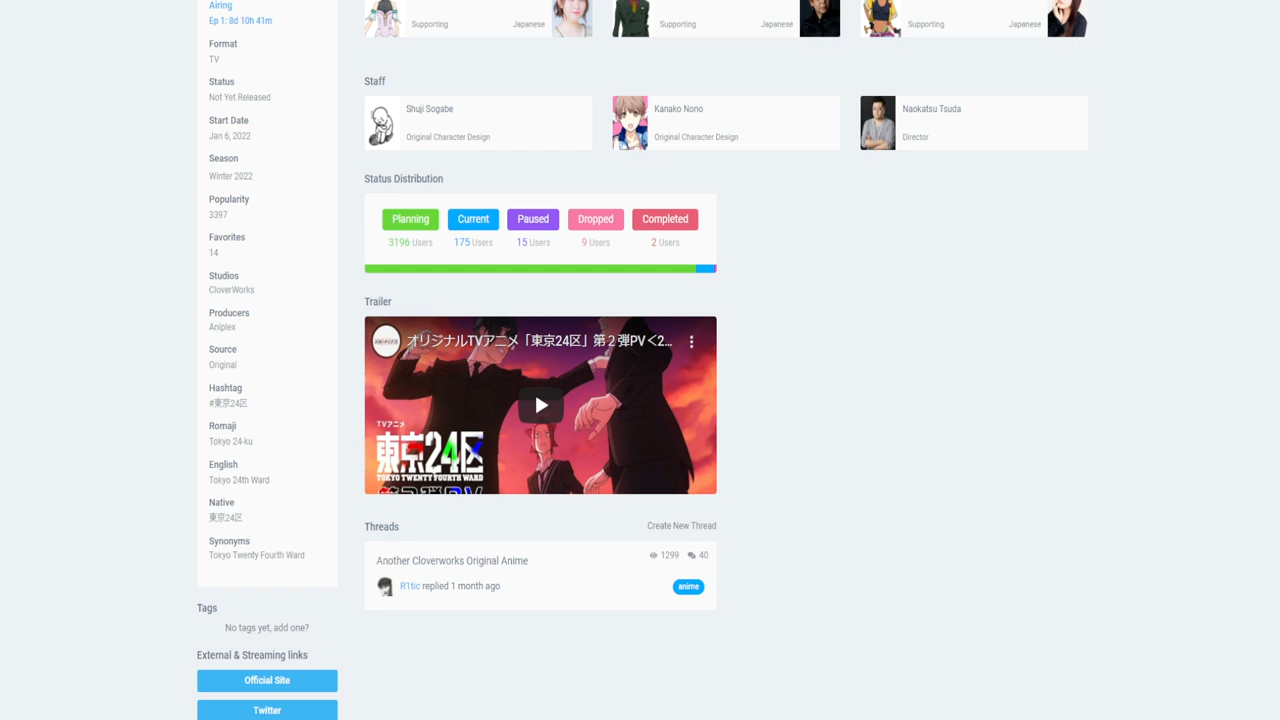 Airing
Ep 1: 8d 10h 41m
Format
TV
Status
Not Yet Released
Start Date
Jan 6, 2022
Season
Winter 2022
Popularity
3397
Favorites
14
Studios
CloverWorks
Producers
Aniplex
Source
Original
Hashtag
#東京24区
Romaji
Tokyo 24-ku
English
Tokyo 24th Ward
Native
東京24区
Synonyms
Tokyo Twenty Fourth Ward
Tags
No tags yet, add one?
External & Streaming links
Official Site
Twitter
Supporting Japanese
Supporting Japanese
Supporting Japanese
Staff
Shuji Sogabe
Original Character Design
Kanako Nono
Original Character Design
Naokatsu Tsuda
Director
Status Distribution
Planning Current Paused Dropped Completed
3196 Users 175 Users 15 Users 9 Users 2 Users
Trailer
オリジナルTVアニメ「東京24区」第2弾PV<2...
TVアニメ
東京24区
TOKYO TWENTY FOURTH WARD
Threads Create New Thread
Another Cloverworks Original Anime 1299 40
R1tic replied 1 month ago anime